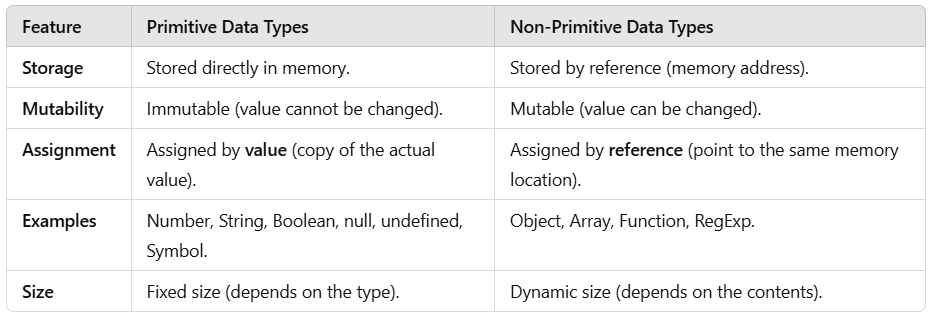 Feature Primitive Data Types Non-Primitive Data Types
Storage Stored directly in memory. Stored by reference (memory address).
Mutability Immutable (value cannot be changed). Mutable (value can be changed).
Assignment Assigned by value (copy of the actual Assigned by reference (point to the same memory
value). location).
Examples Number, String, Boolean, null, undefined, Object, Array, Function, RegExp.
Symbol.
Size Fixed size (depends on the type). Dynamic size (depends on the contents).